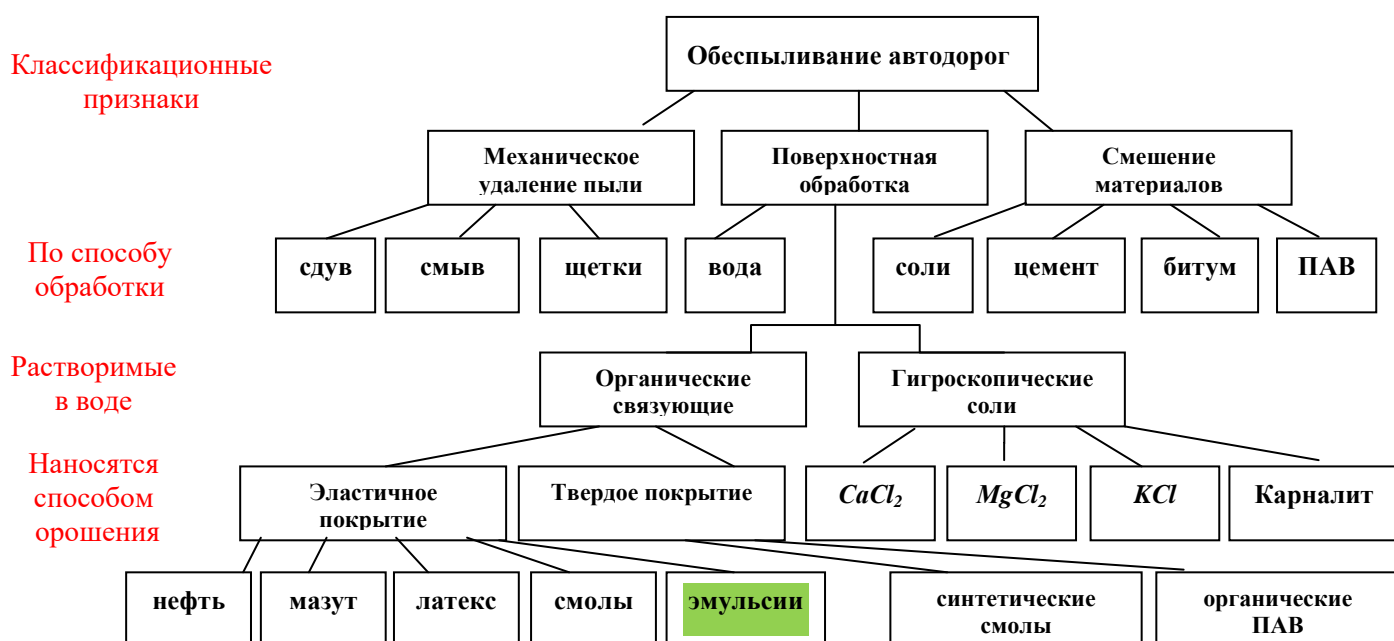 Классификационные
признаки
Обеспыливание автодорог
Механическое
удаление пыли
Поверхностная
обработка
Смешение
материалов
По способу
обработки
сдув
смыв
щетки
вода
соли
цемент
битум
ПАВ
Растворимые
в воде
Органические
связующие
Гигроскопические
соли
Наносятся
способом
орошения
Эластичное
покрытие
Твердое покрытие
CaCl₂
MgCl₂
KCl
Карналит
нефть
мазут
латекс
смолы
эмульсии
синтетические
смолы
органические
ПАВ